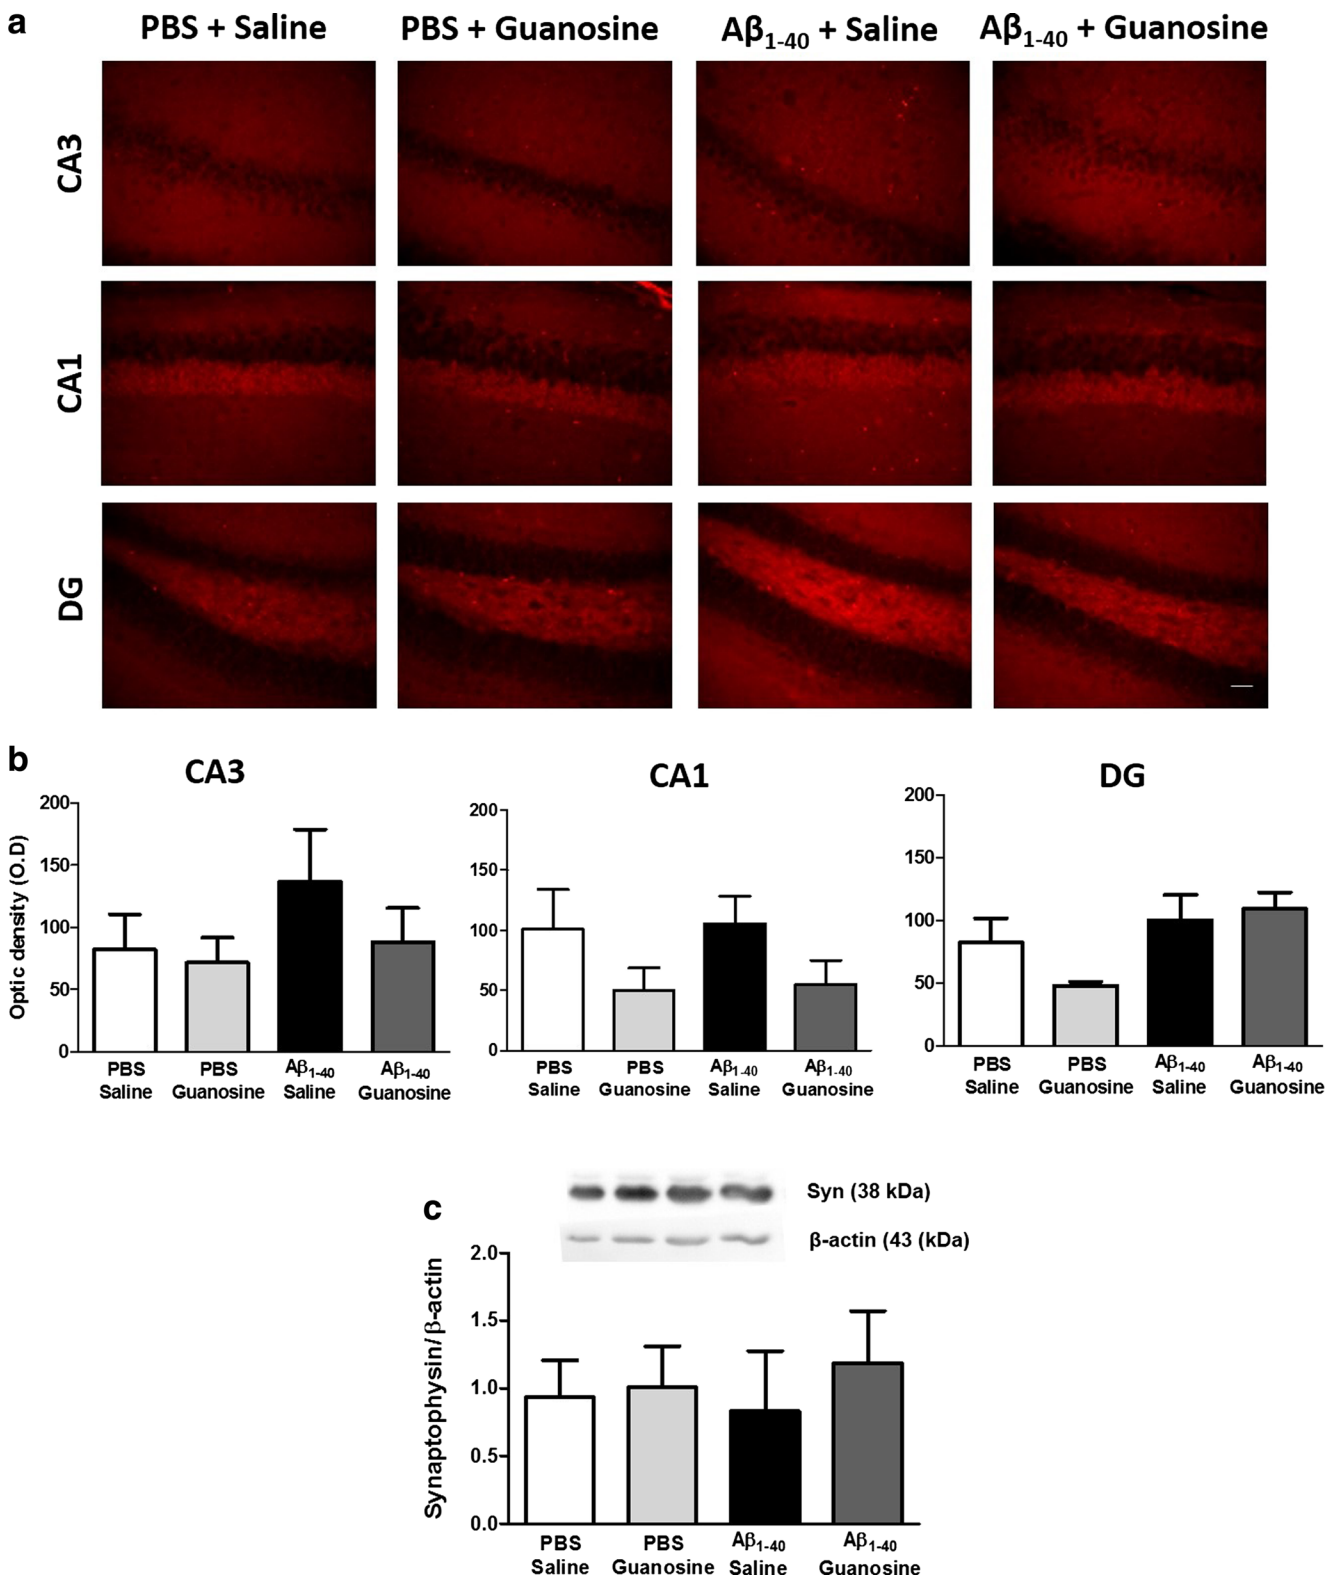 a
PBS + Saline
PBS + Guanosine
Aβ1-40 + Saline
Aβ1-40 + Guanosine
CA3
CA1
DG
b
CA3
CA1
DG
Optic density (O.D)
200
150
100
50
0
PBS Saline
PBS Guanosine
Aβ1-40 Saline
Aβ1-40 Guanosine
200
150
100
50
0
PBS Saline
PBS Guanosine
Aβ1-40 Saline
Aβ1-40 Guanosine
200
150
100
50
0
PBS Saline
PBS Guanosine
Aβ1-40 Saline
Aβ1-40 Guanosine
c
Syn (38 kDa)
β-actin (43 (kDa)
Synaptophysin/β-actin
2.0
1.5
1.0
0.5
0.0
PBS Saline
PBS Guanosine
Aβ1-40 Saline
Aβ1-40 Guanosine